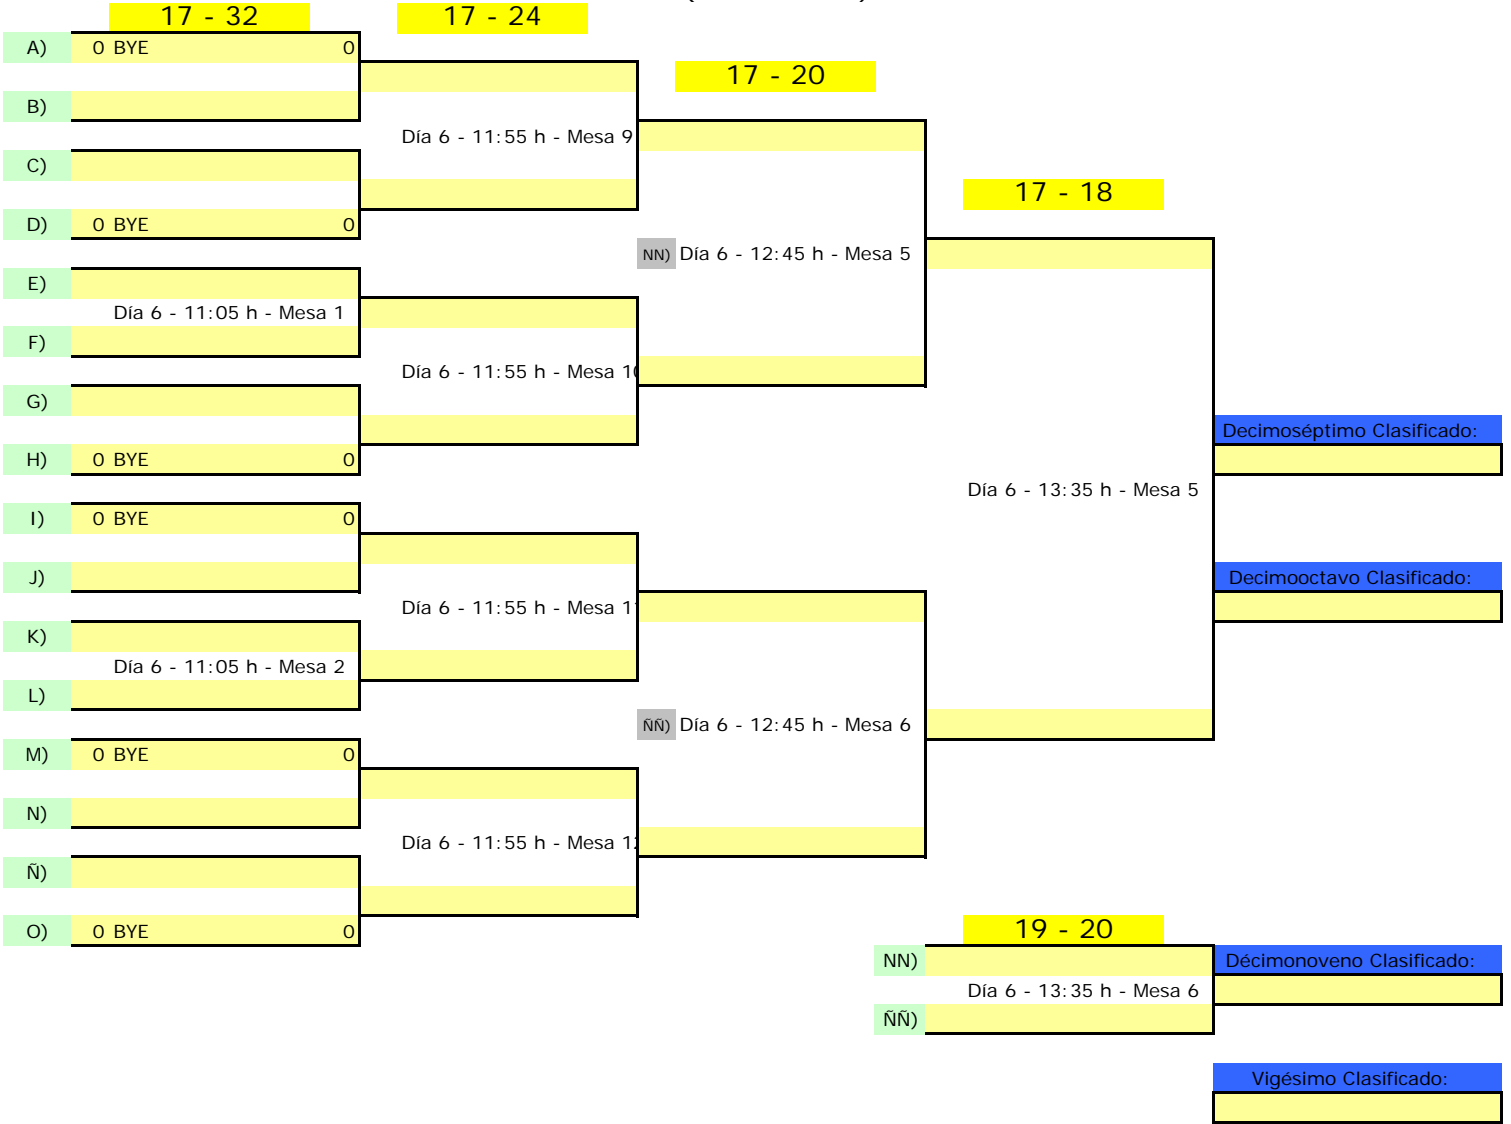 17 - 32
17 - 24
A) 0 BYE 0
17 - 20
B)
Día 6 - 11:55 h - Mesa 9
C)
17 - 18
D) 0 BYE 0
NN) Día 6 - 12:45 h - Mesa 5
E)
Día 6 - 11:05 h - Mesa 1
F)
Día 6 - 11:55 h - Mesa 10
G)
Decimoséptimo Clasificado:
H) 0 BYE 0
Día 6 - 13:35 h - Mesa 5
I) 0 BYE 0
J)
Decimooctavo Clasificado:
Día 6 - 11:55 h - Mesa 11
K)
Día 6 - 11:05 h - Mesa 2
L)
ÑÑ) Día 6 - 12:45 h - Mesa 6
M) 0 BYE 0
N)
Día 6 - 11:55 h - Mesa 12
Ñ)
O) 0 BYE 0
19 - 20
NN)
Décimonoveno Clasificado:
Día 6 - 13:35 h - Mesa 6
ÑÑ)
Vigésimo Clasificado: